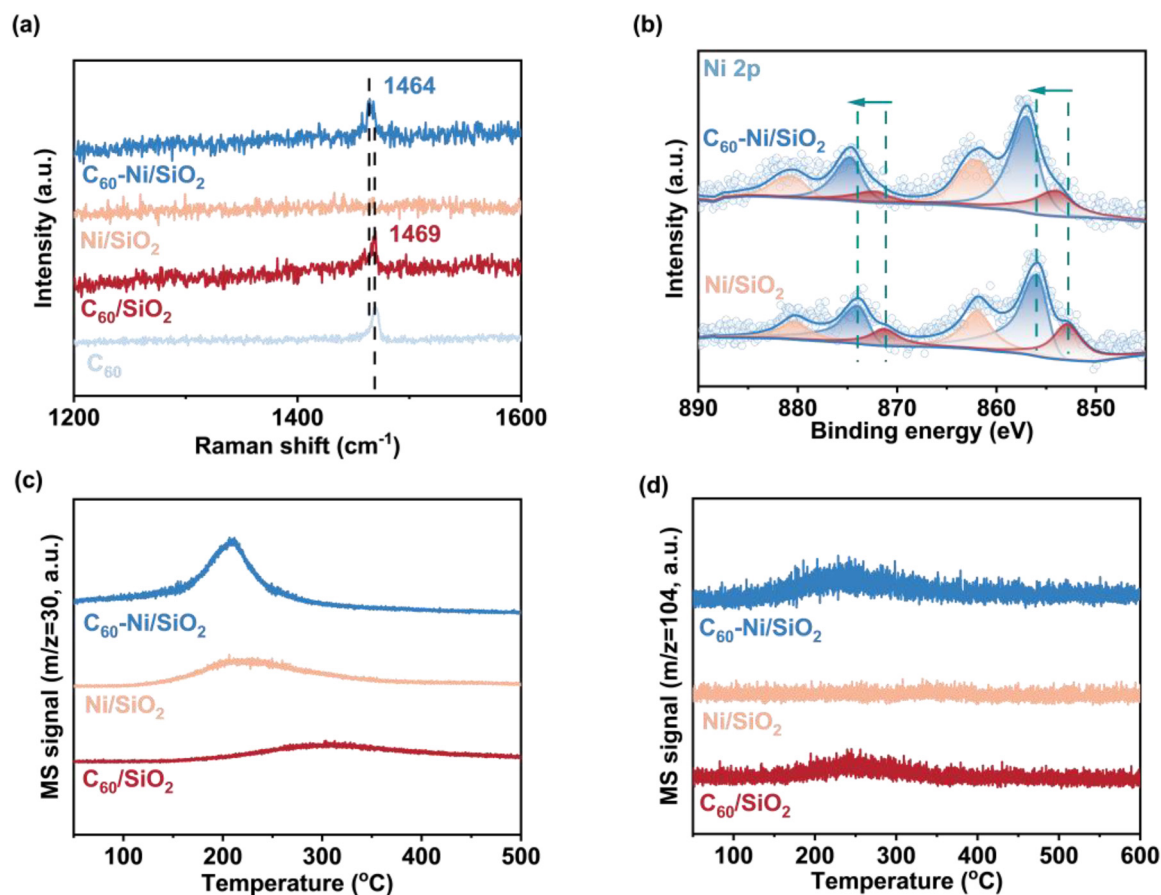 (a)
1464
C₆₀-Ni/SiO₂
Ni/SiO₂
1469
C₆₀/SiO₂
C₆₀
Intensity (a.u.)
1200 1400 1600
Raman shift (cm⁻¹)
(b)
Ni 2p
C₆₀-Ni/SiO₂
Ni/SiO₂
Intensity (a.u.)
890 880 870 860 850
Binding energy (eV)
(c)
C₆₀-Ni/SiO₂
Ni/SiO₂
C₆₀/SiO₂
MS signal (m/z=30, a.u.)
100 200 300 400 500
Temperature (°C)
(d)
C₆₀-Ni/SiO₂
Ni/SiO₂
C₆₀/SiO₂
MS signal (m/z=104, a.u.)
100 200 300 400 500 600
Temperature (°C)